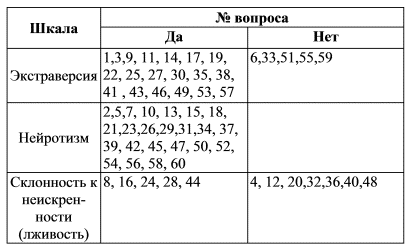 Шкала
№ вопроса
Да
Нет
Экстраверсия
1,3,9, 11, 14, 17, 19,
22, 25, 27, 30, 35, 38,
41 , 43, 46, 49, 53, 57
6,33,51,55,59
Нейротизм
2,5,7, 10, 13, 15, 18,
21,23,26,29,31,34, 37,
39, 42, 45, 47, 50, 52,
54, 56, 58, 60
Склонность к
неискрен-
ности
(лживость)
8, 16, 24, 28, 44
4, 12, 20,32,36,40,48